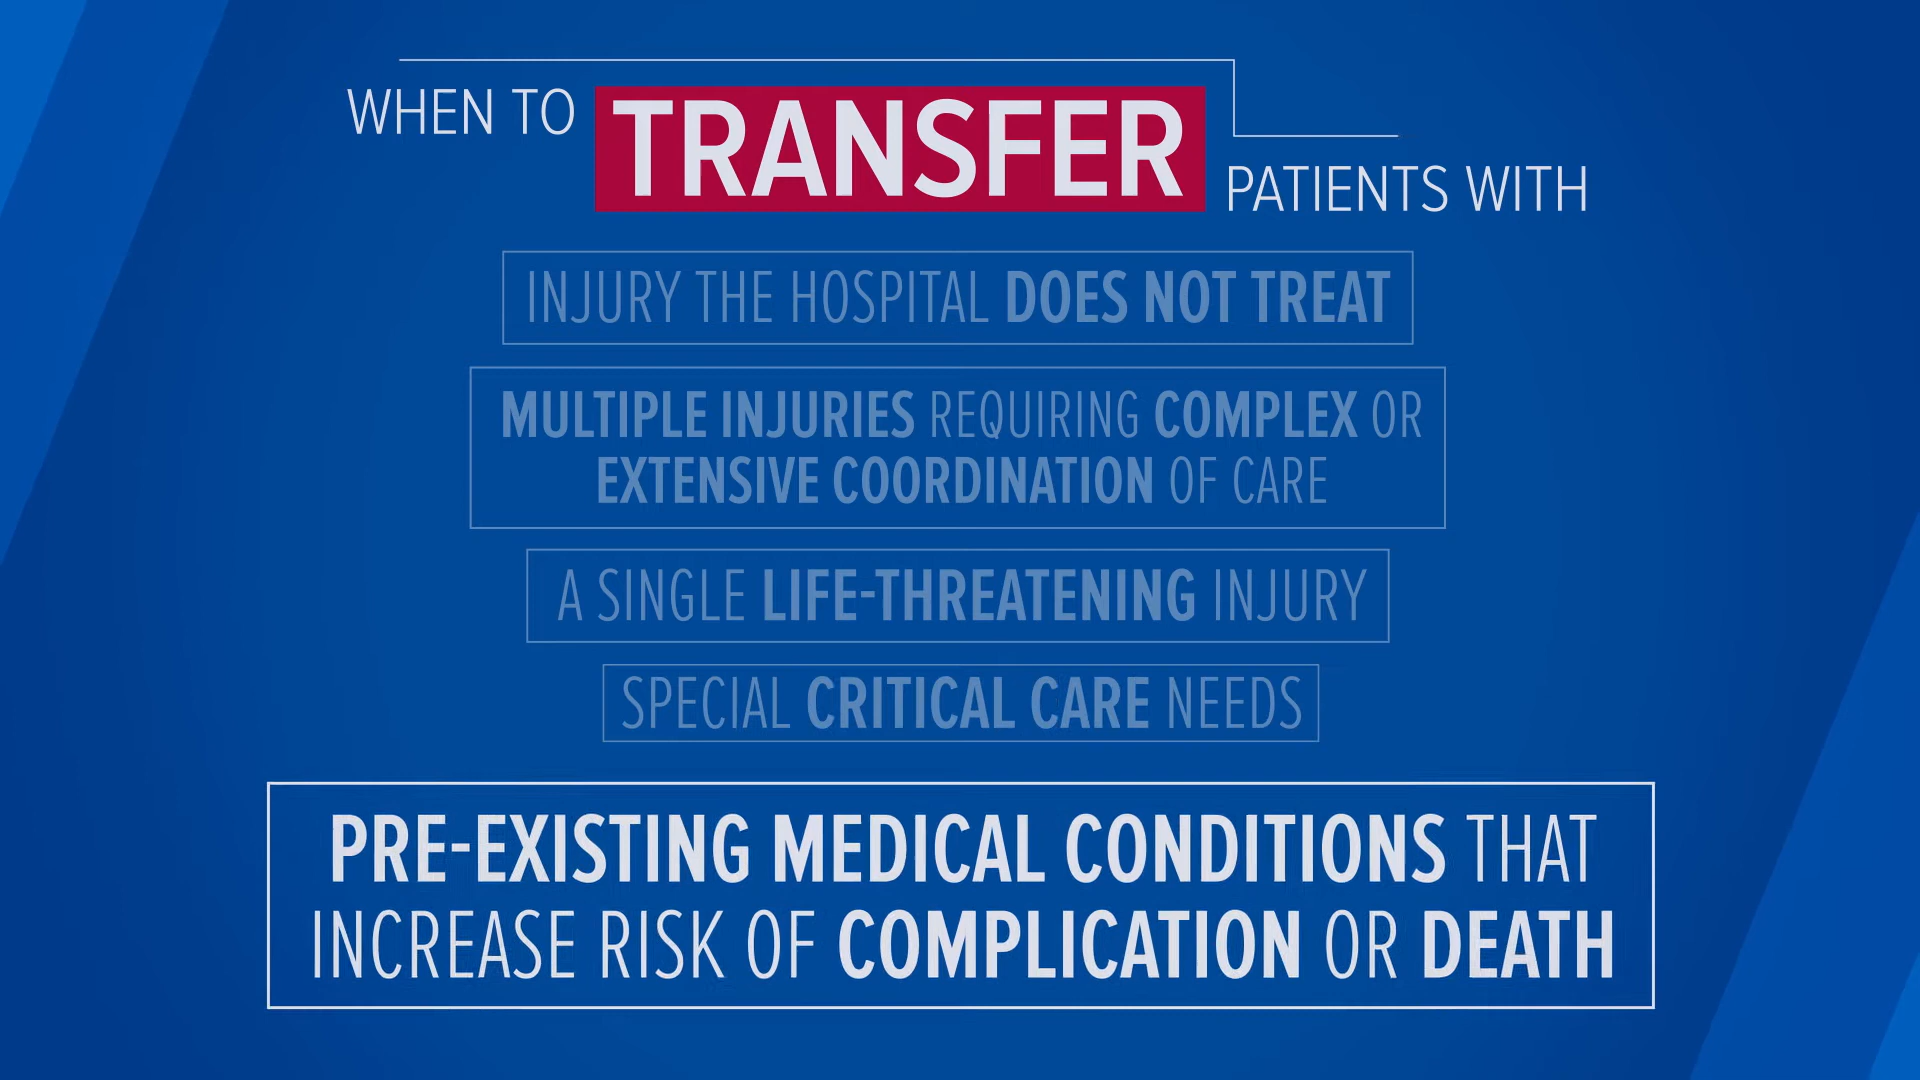 WHEN TO TRANSFER PATIENTS WITH
INJURY THE HOSPITAL DOES NOT TREAT
MULTIPLE INJURIES REQUIRING COMPLEX OR
EXTENSIVE COORDINATION OF CARE
A SINGLE LIFE-THREATENING INJURY
SPECIAL CRITICAL CARE NEEDS
PRE-EXISTING MEDICAL CONDITIONS THAT
INCREASE RISK OF COMPLICATION OR DEATH